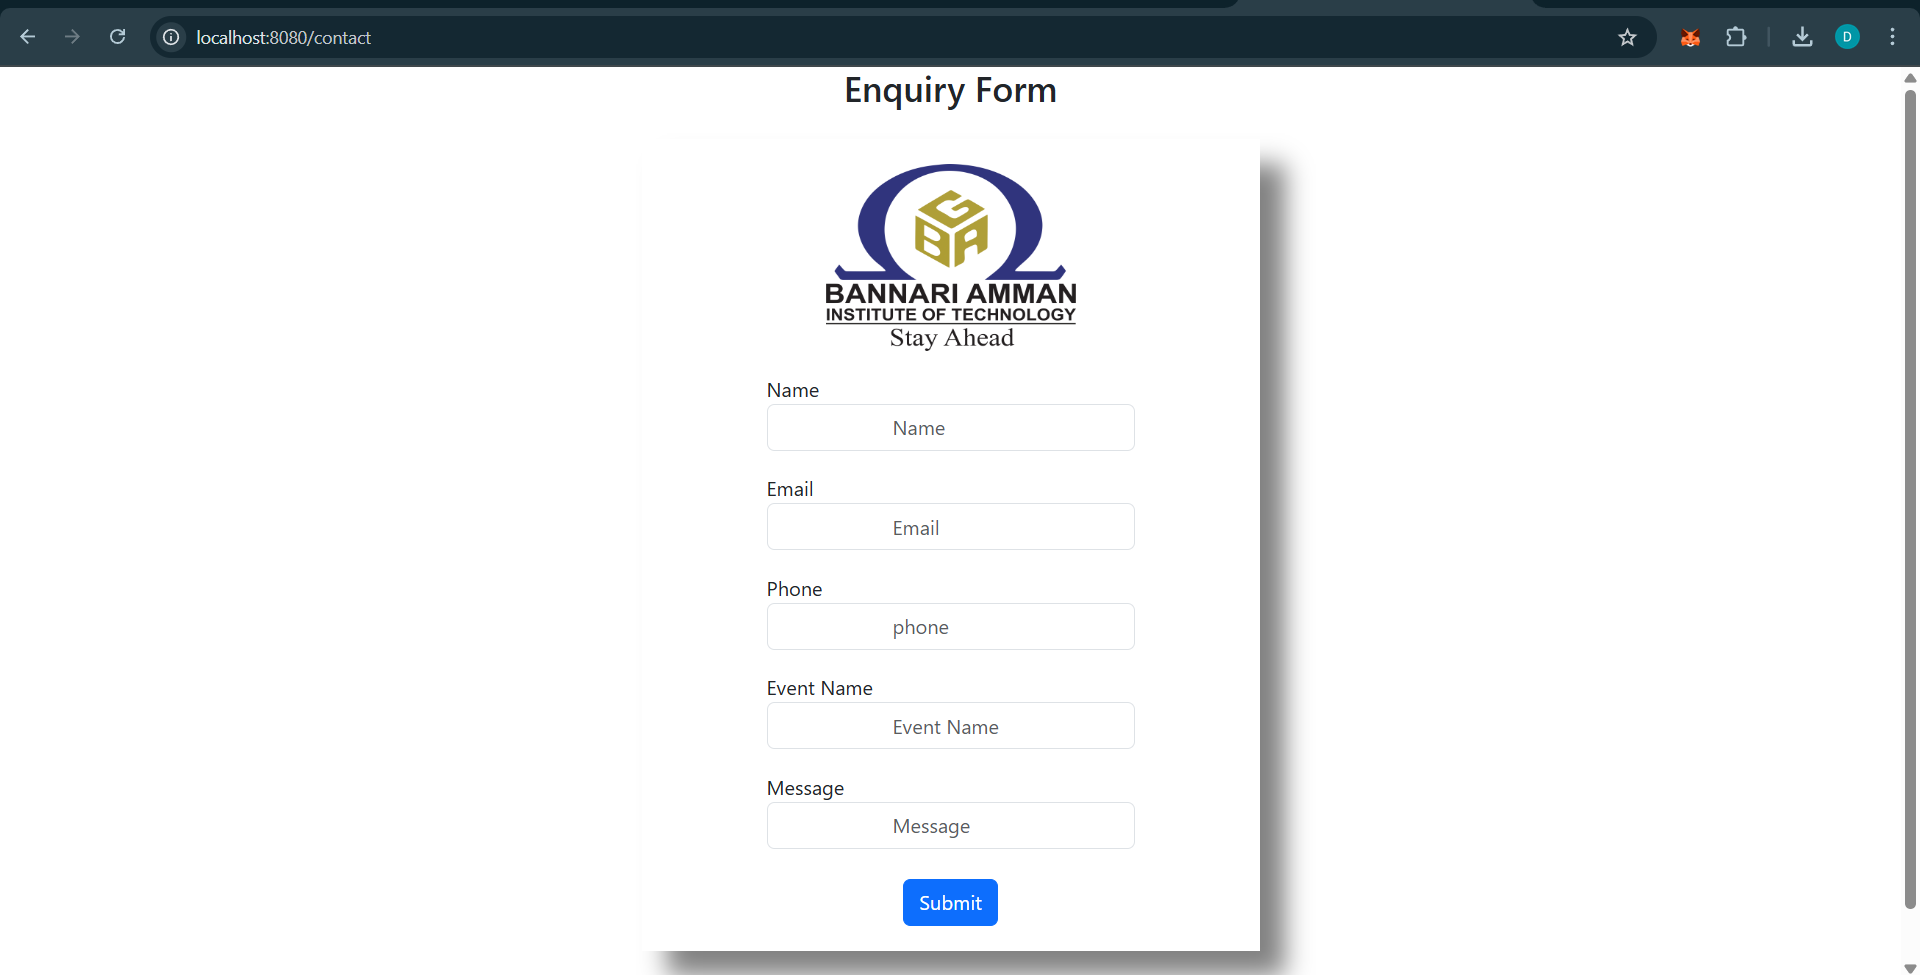 localhost:8080/contact
D
Enquiry Form
G
B A
BANNARI AMMAN
INSTITUTE OF TECHNOLOGY
Stay Ahead
Name
Name
Email
Email
Phone
phone
Event Name
Event Name
Message
Message
Submit